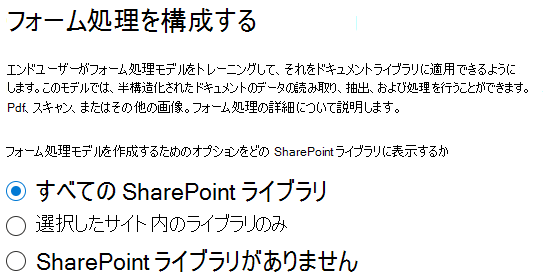 フォーム処理を構成する
エンドユーザーがフォーム処理モデルをトレーニングして、それをドキュメントライブラリに適用できるように
します。このモデルでは、半構造化されたドキュメントのデータの読み取り、抽出、および処理を行うことができます。
Pdf、スキャン、またはその他の画像。フォーム処理の詳細について説明します。
フォーム処理モデルを作成するためのオプションをどの SharePoint ライブラリに表示するか
すべての SharePoint ライブラリ
選択したサイト内のライブラリのみ
SharePoint ライブラリがありません